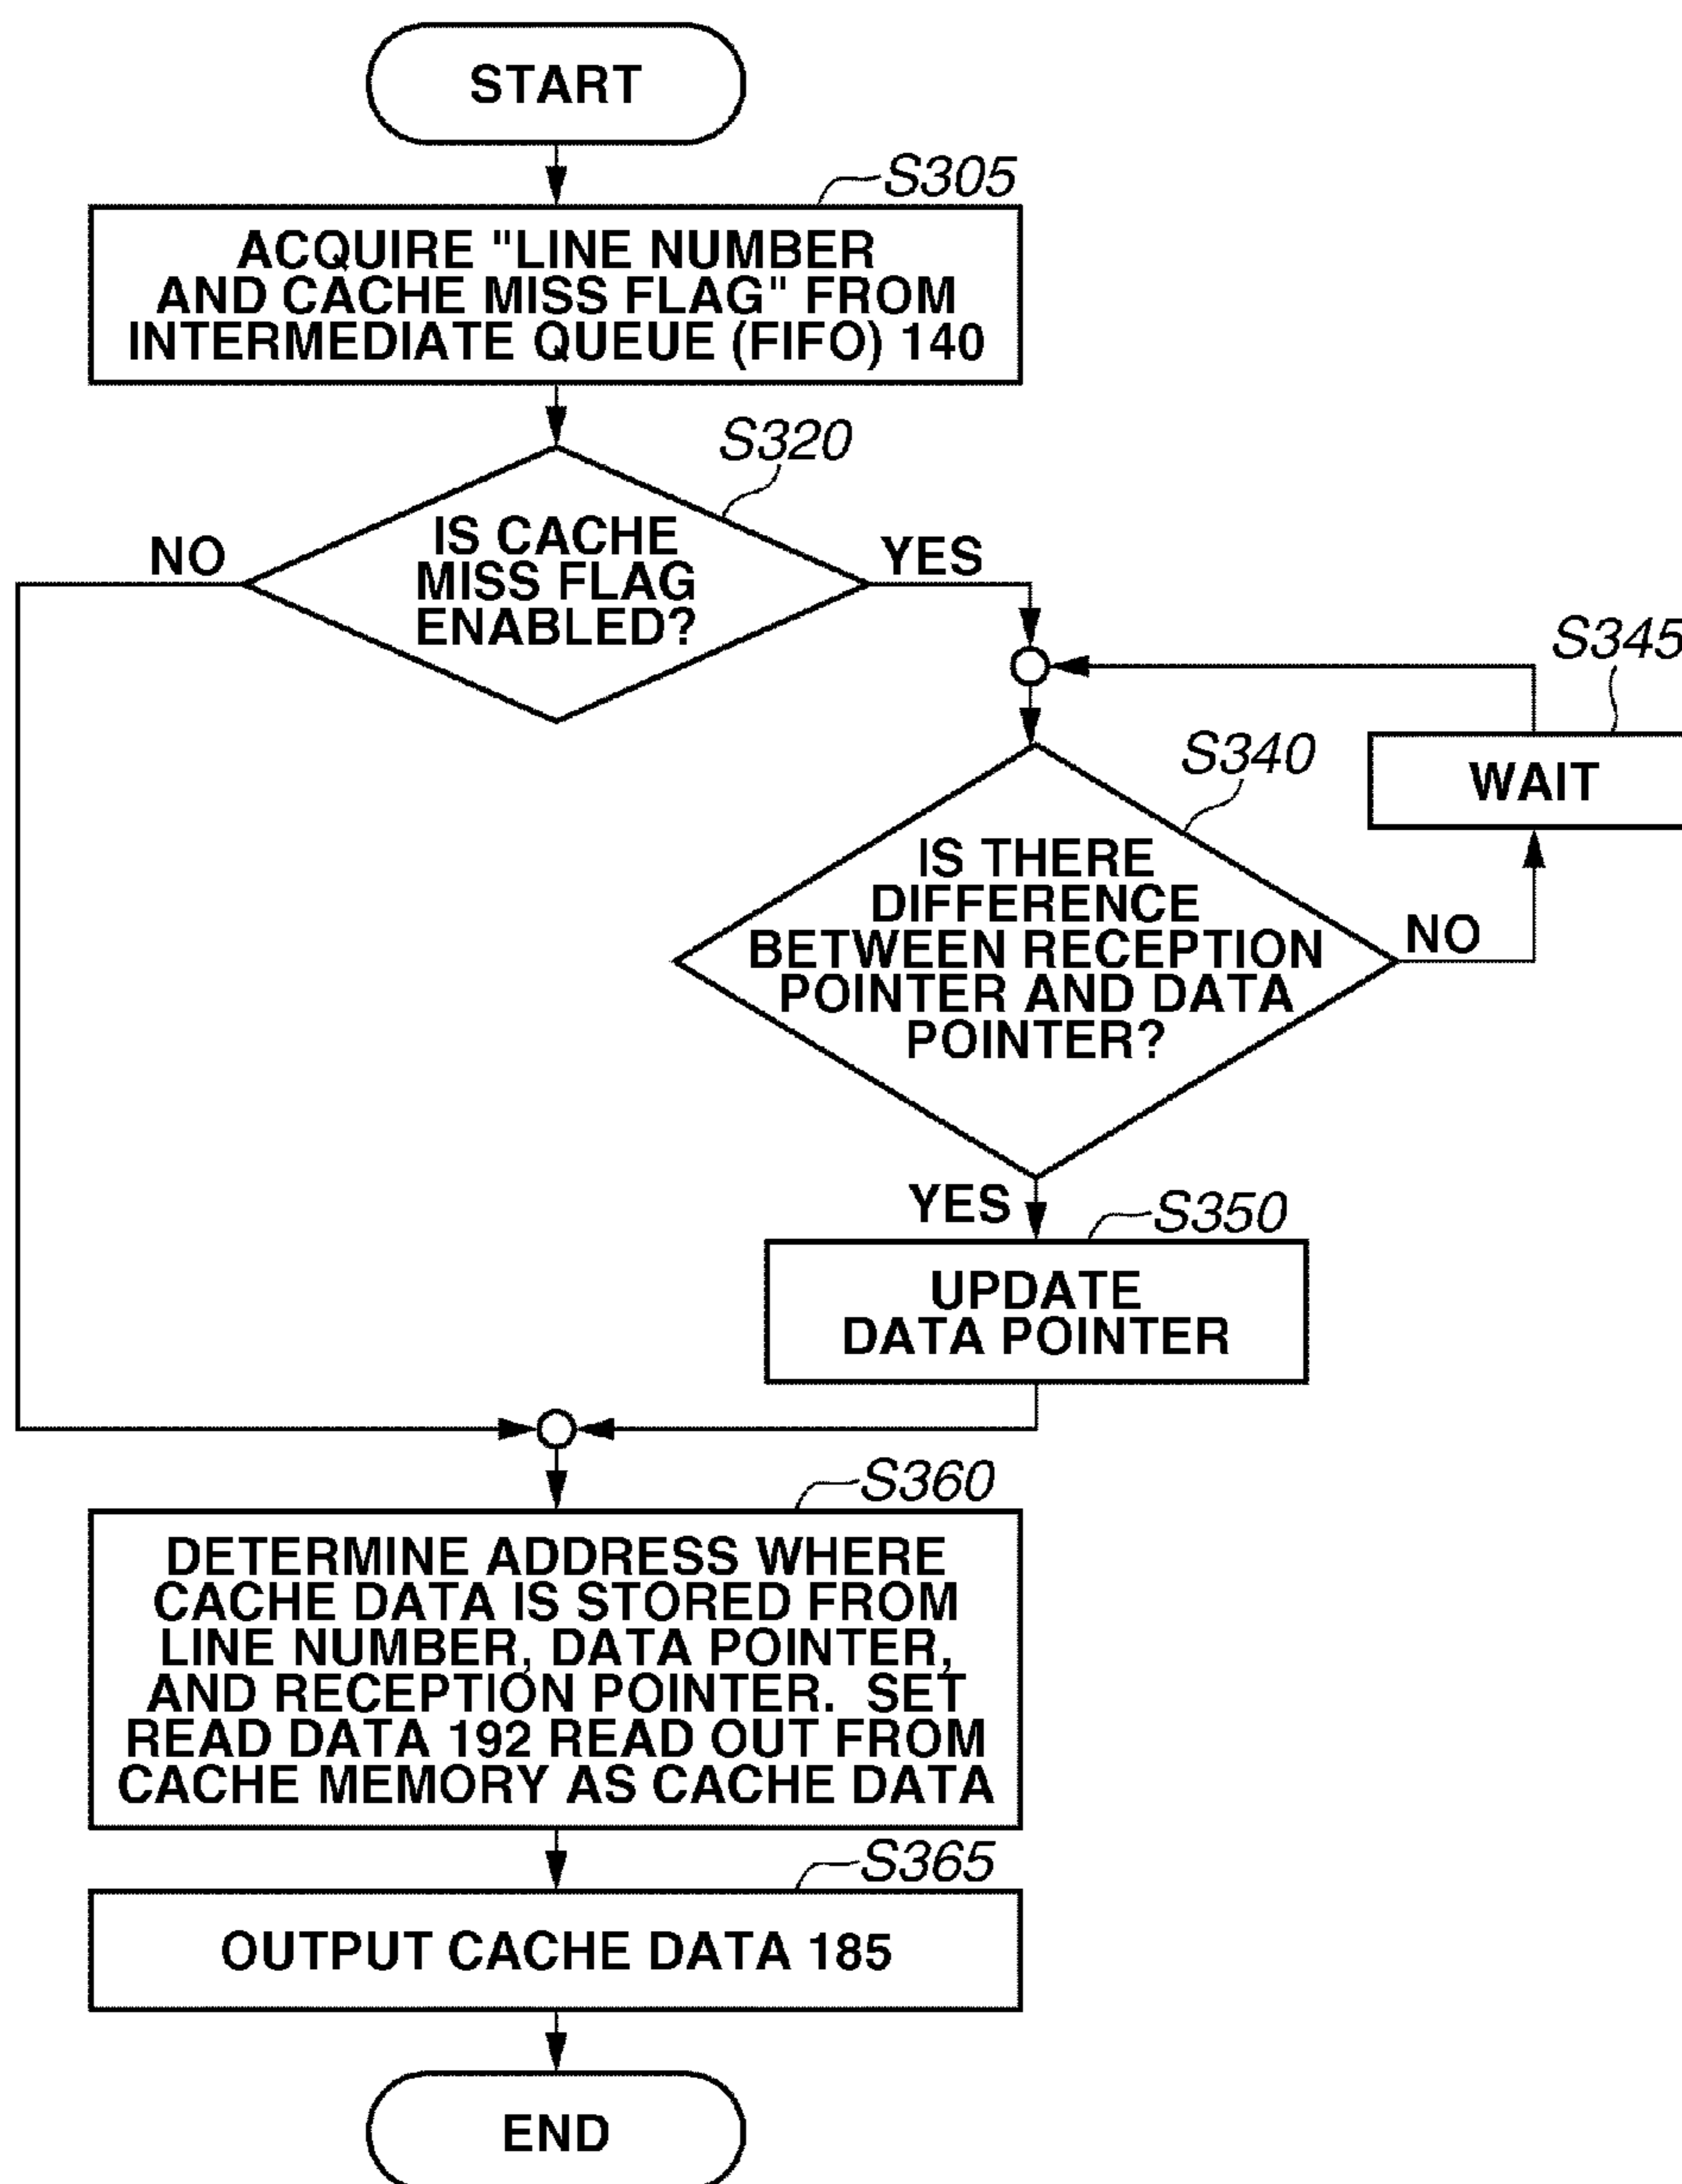 START
S305
ACQUIRE "LINE NUMBER
AND CACHE MISS FLAG" FROM
INTERMEDIATE QUEUE (FIFO) 140
S320
IS CACHE
MISS FLAG
ENABLED?
NO
YES
S345
WAIT
S340
IS THERE
DIFFERENCE
BETWEEN RECEPTION
POINTER AND DATA
POINTER?
NO
YES
S350
UPDATE
DATA POINTER
S360
DETERMINE ADDRESS WHERE
CACHE DATA IS STORED FROM
LINE NUMBER, DATA POINTER,
AND RECEPTION POINTER. SET
READ DATA 192 READ OUT FROM
CACHE MEMORY AS CACHE DATA
S365
OUTPUT CACHE DATA 185
END